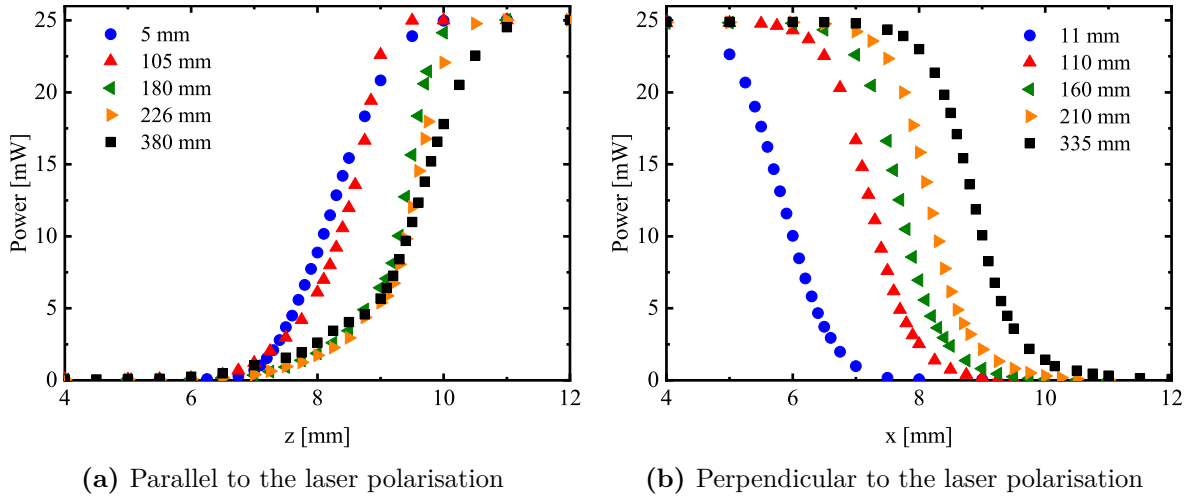 25
20
15
10
5
0
Power [mW]
5 mm
105 mm
180 mm
226 mm
380 mm
4 6 8 10 12
z [mm]
(a) Parallel to the laser polarisation
25
20
15
10
5
0
Power [mW]
11 mm
110 mm
160 mm
210 mm
335 mm
4 6 8 10 12
x [mm]
(b) Perpendicular to the laser polarisation